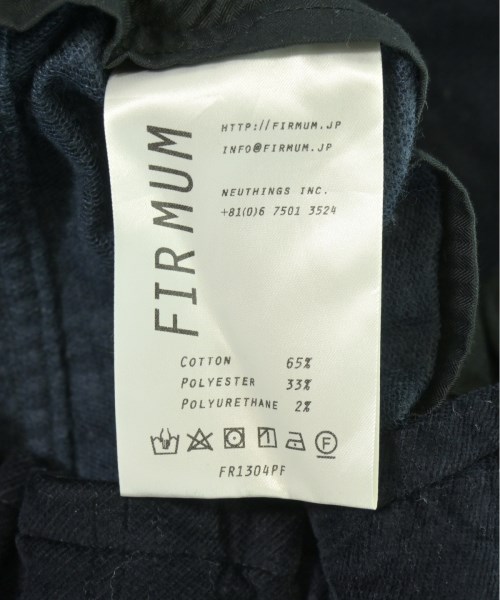 FIRMUM
HTTP://FIRMUM.JP
INFO@FIRMUM.JP
NEUTHINGS INC.
+81(0)6 7501 3524
COTTON 65%
POLYESTER 33%
POLYURETHANE 2%
F
FR1304PF